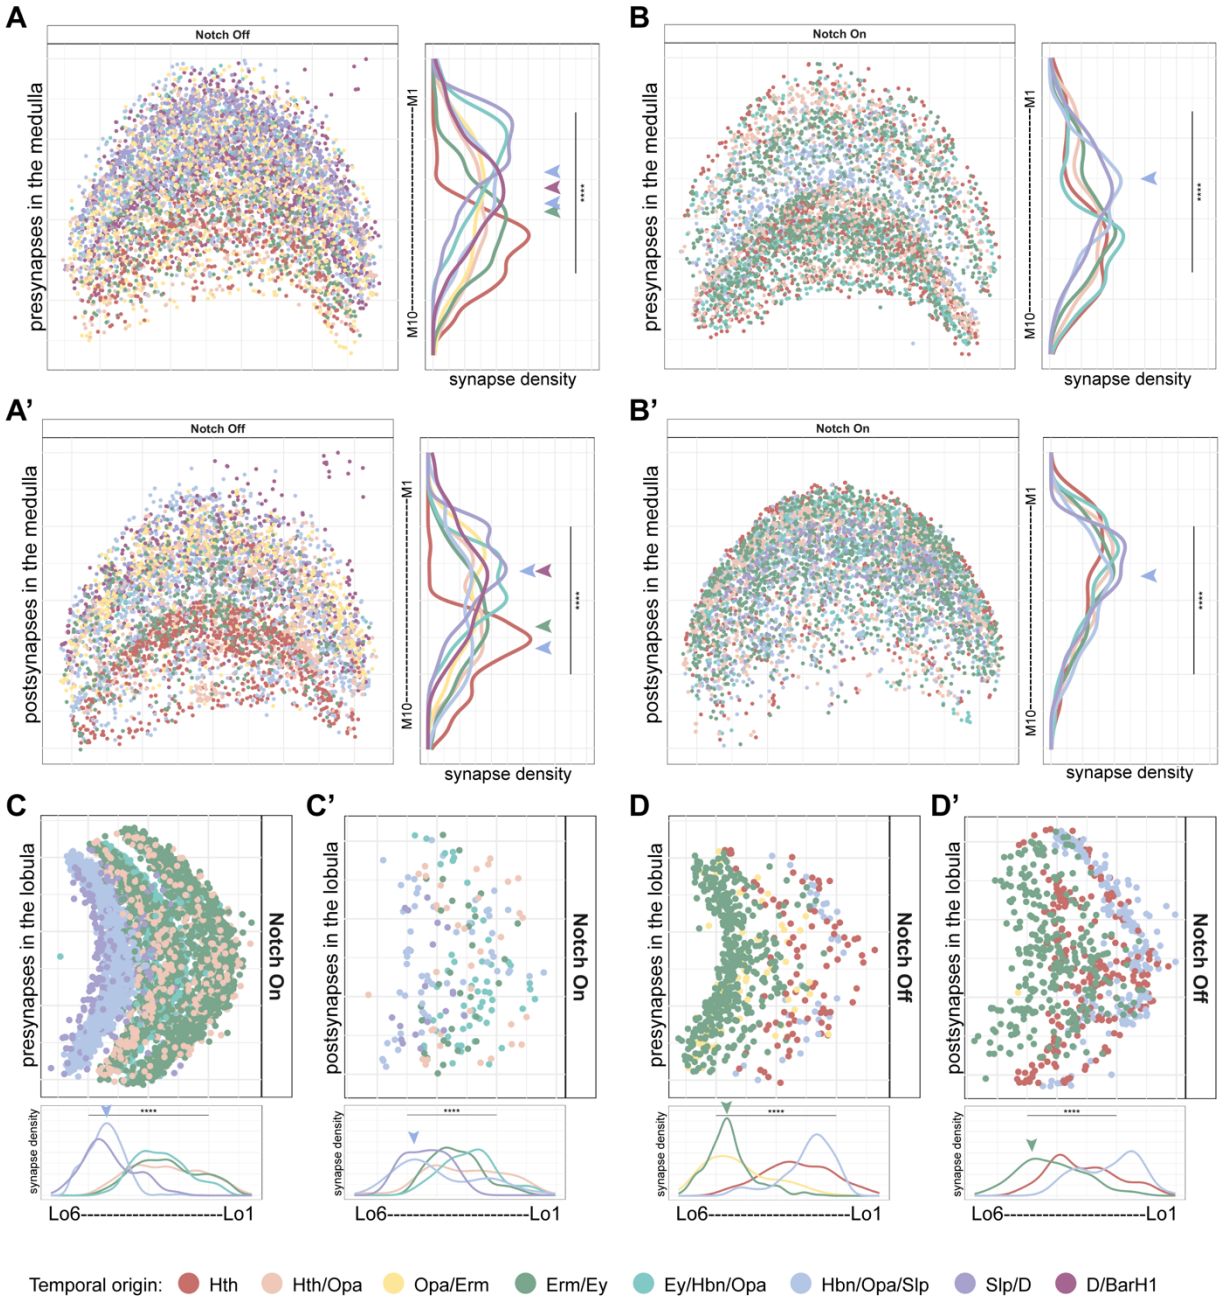 A
Notch Off
presynapses in the medulla
M10------------------M1
****
synapse density
B
Notch On
presynapses in the medulla
M10------------------M1
****
synapse density
A’
Notch Off
postsynapses in the medulla
M10------------------M1
****
synapse density
B’
Notch On
postsynapses in the medulla
M10------------------M1
****
synapse density
C
presynapses in the lobula
Notch On
synapse density
****
Lo6--------------------Lo1
C’
postsynapses in the lobula
Notch On
synapse density
****
Lo6--------------------Lo1
D
presynapses in the lobula
Notch Off
synapse density
****
Lo6--------------------Lo1
D’
postsynapses in the lobula
Notch Off
synapse density
****
Lo6--------------------Lo1
Temporal origin: Hth Hth/Opa Opa/Erm Erm/Ey Ey/Hbn/Opa Hbn/Opa/Slp Slp/D D/BarH1